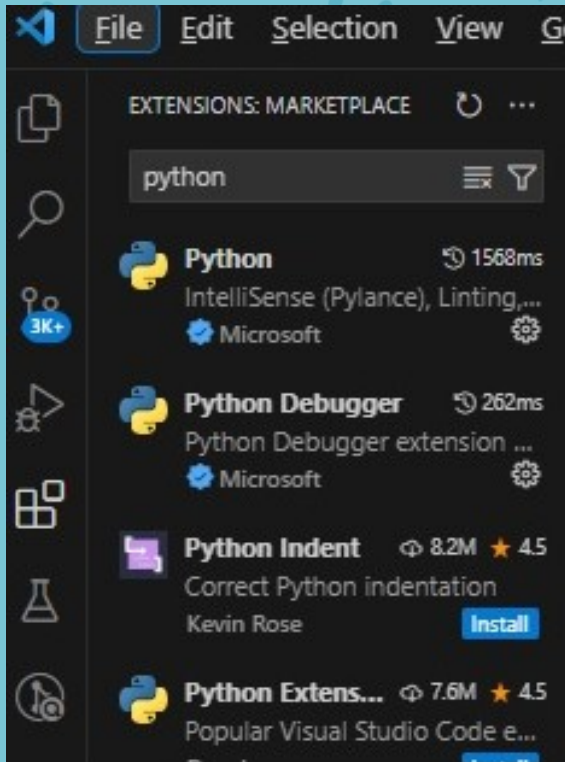 File Edit Selection View
EXTENSIONS: MARKETPLACE
python
Python 1568ms
IntelliSense (Pylance), Linting,...
Microsoft
3K+
Python Debugger 262ms
Python Debugger extension ...
Microsoft
Python Indent 8.2M 4.5
Correct Python indentation
Kevin Rose Install
Python Extens... 7.6M 4.5
Popular Visual Studio Code e...